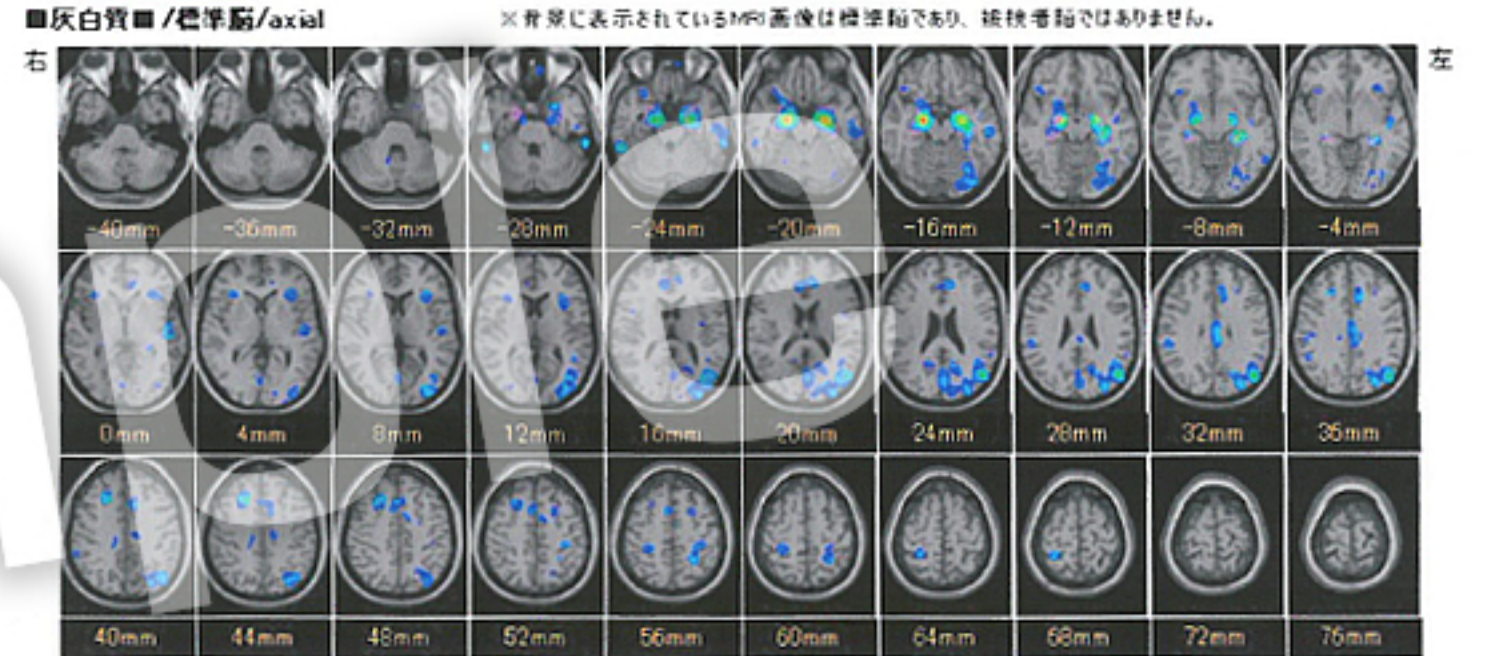 ■灰白質■ /標準脳/axial
※背景に表示されているMRI画像は標準脳であり、被検者脳ではありません。
右
左
-40mm -36mm -32mm -28mm -24mm -20mm -16mm -12mm -8mm -4mm
0mm 4mm 8mm 12mm 16mm 20mm 24mm 28mm 32mm 36mm
40mm 44mm 48mm 52mm 56mm 60mm 64mm 68mm 72mm 76mm
mple